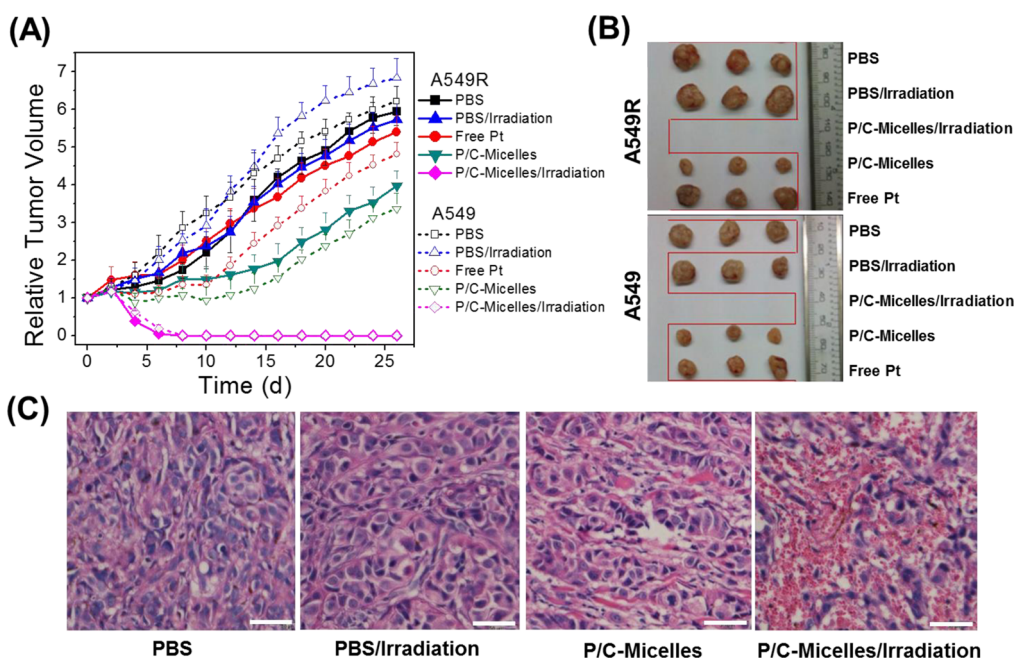 (A)
Relative Tumor Volume
7
6
5
4
3
2
1
0
0
5
10
15
20
25
Time (d)
A549R
PBS
PBS/Irradiation
Free Pt
P/C-Micelles
P/C-Micelles/Irradiation
A549
PBS
PBS/Irradiation
Free Pt
P/C-Micelles
P/C-Micelles/Irradiation
(B)
A549R
PBS
PBS/Irradiation
P/C-Micelles/Irradiation
P/C-Micelles
Free Pt
A549
PBS
PBS/Irradiation
P/C-Micelles/Irradiation
P/C-Micelles
Free Pt
(C)
PBS
PBS/Irradiation
P/C-Micelles
P/C-Micelles/Irradiation